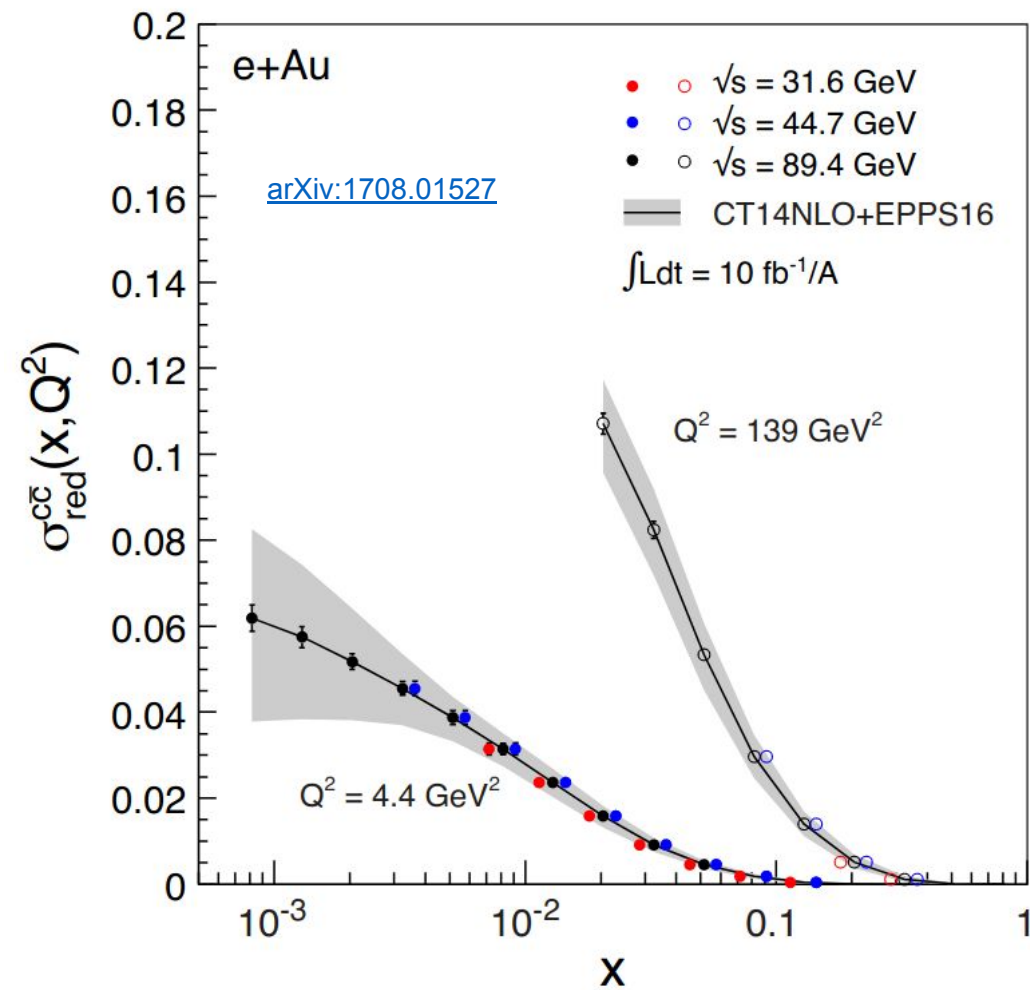 0.2
e+Au
√s = 31.6 GeV
0.18
√s = 44.7 GeV
√s = 89.4 GeV
0.16
arXiv:1708.01527
CT14NLO+EPPS16
0.14
∫Ldt = 10 fb⁻¹/A
0.12
Q² = 139 GeV²
0.1
σ_red^{cc̄}(x,Q²)
0.08
0.06
0.04
Q² = 4.4 GeV²
0.02
0
10⁻³ 10⁻² 0.1 1
x